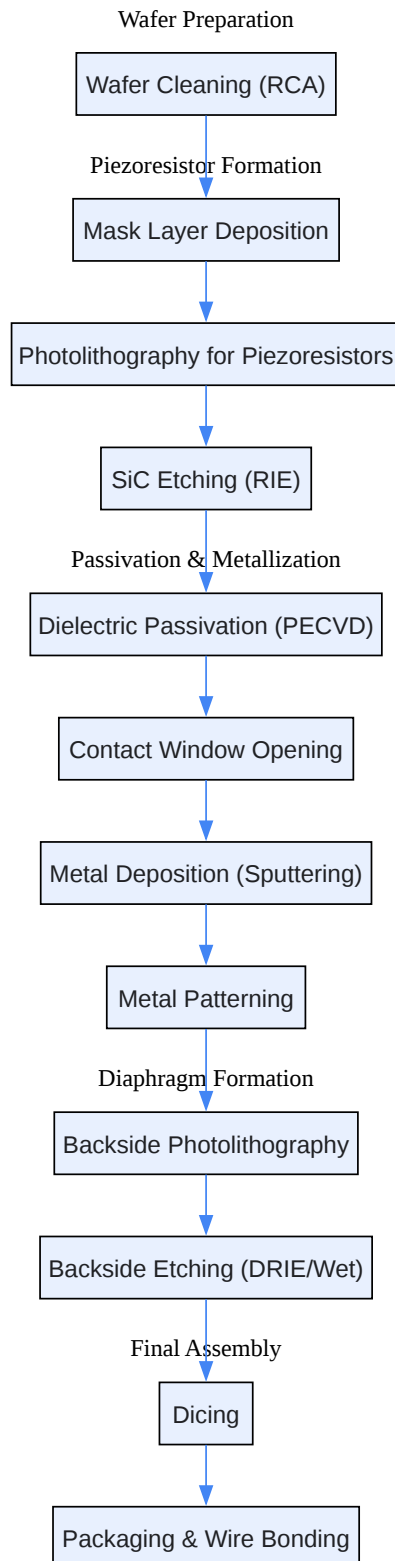 Wafer Preparation
Wafer Cleaning (RCA)
Piezoresistor Formation
Mask Layer Deposition
Photolithography for Piezoresistors
SiC Etching (RIE)
Passivation & Metallization
Dielectric Passivation (PECVD)
Contact Window Opening
Metal Deposition (Sputtering)
Metal Patterning
Diaphragm Formation
Backside Photolithography
Backside Etching (DRIE/Wet)
Final Assembly
Dicing
Packaging & Wire Bonding